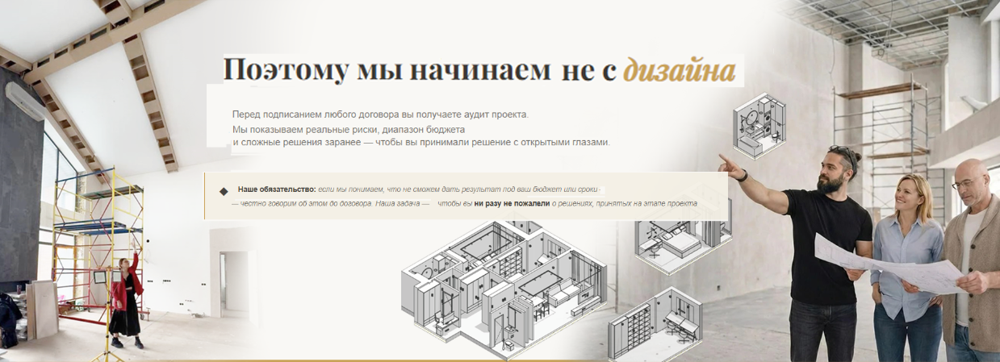 Поэтому мы начинаем не с дизайна
Перед подписанием любого договора вы получаете аудит проекта.
Мы показываем реальные риски, диапазон бюджета
и сложные решения заранее — чтобы вы принимали решение с открытыми глазами.
Наше обязательство: если мы понимаем, что не сможем дать результат под ваш бюджет или сроки
— честно говорим об этом до договора. Наша задача — чтобы вы ни разу не пожалели о решениях, принятых на этапе проекта